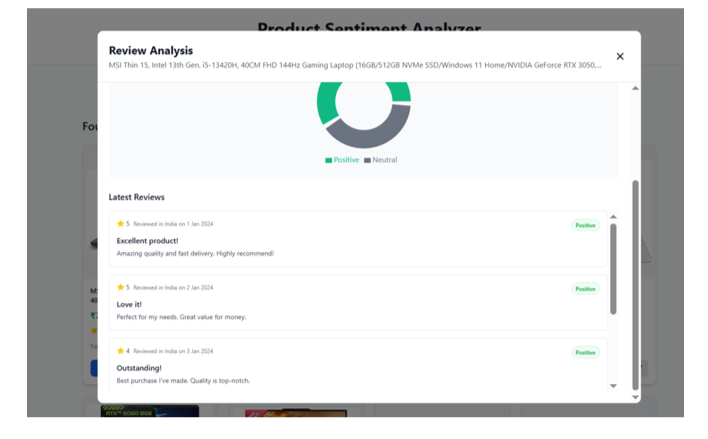 Product Sentiment Analyzer
Review Analysis
MSI Thin 15, Intel 13th Gen. i5-13420H, 40CM FHD 144Hz Gaming Laptop (16GB/512GB NVMe SSD/Windows 11 Home/NVIDIA GeForce RTX 3050,...
Fou
Positive Neutral
Latest Reviews
5 Reviewed in India on 1 Jan 2024
Positive
Excellent product!
Amazing quality and fast delivery. Highly recommend!
5 Reviewed in India on 2 Jan 2024
Positive
Love it!
Perfect for my needs. Great value for money.
4 Reviewed in India on 3 Jan 2024
Positive
Outstanding!
Best purchase I've made. Quality is top-notch.